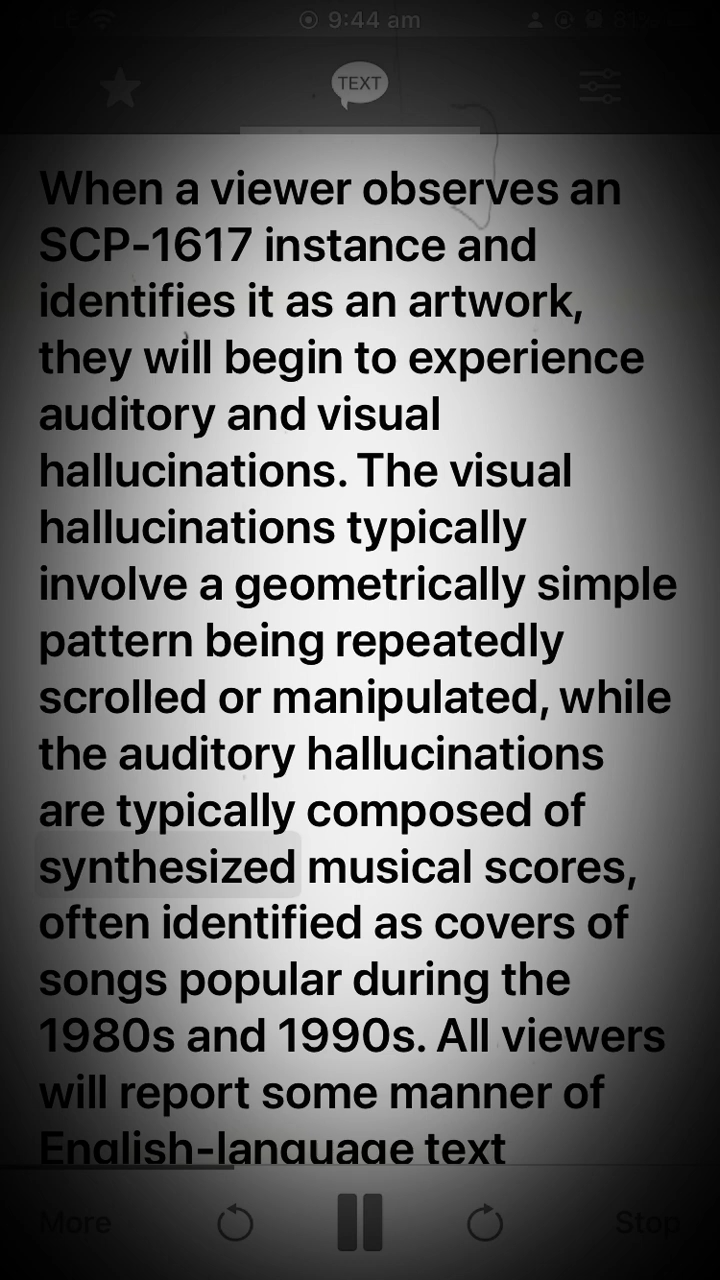 9:44 am
TEXT
When a viewer observes an
SCP-1617 instance and
identifies it as an artwork,
they will begin to experience
auditory and visual
hallucinations. The visual
hallucinations typically
involve a geometrically simple
pattern being repeatedly
scrolled or manipulated, while
the auditory hallucinations
are typically composed of
synthesized musical scores,
often identified as covers of
songs popular during the
1980s and 1990s. All viewers
will report some manner of
English-language text
More
Stop